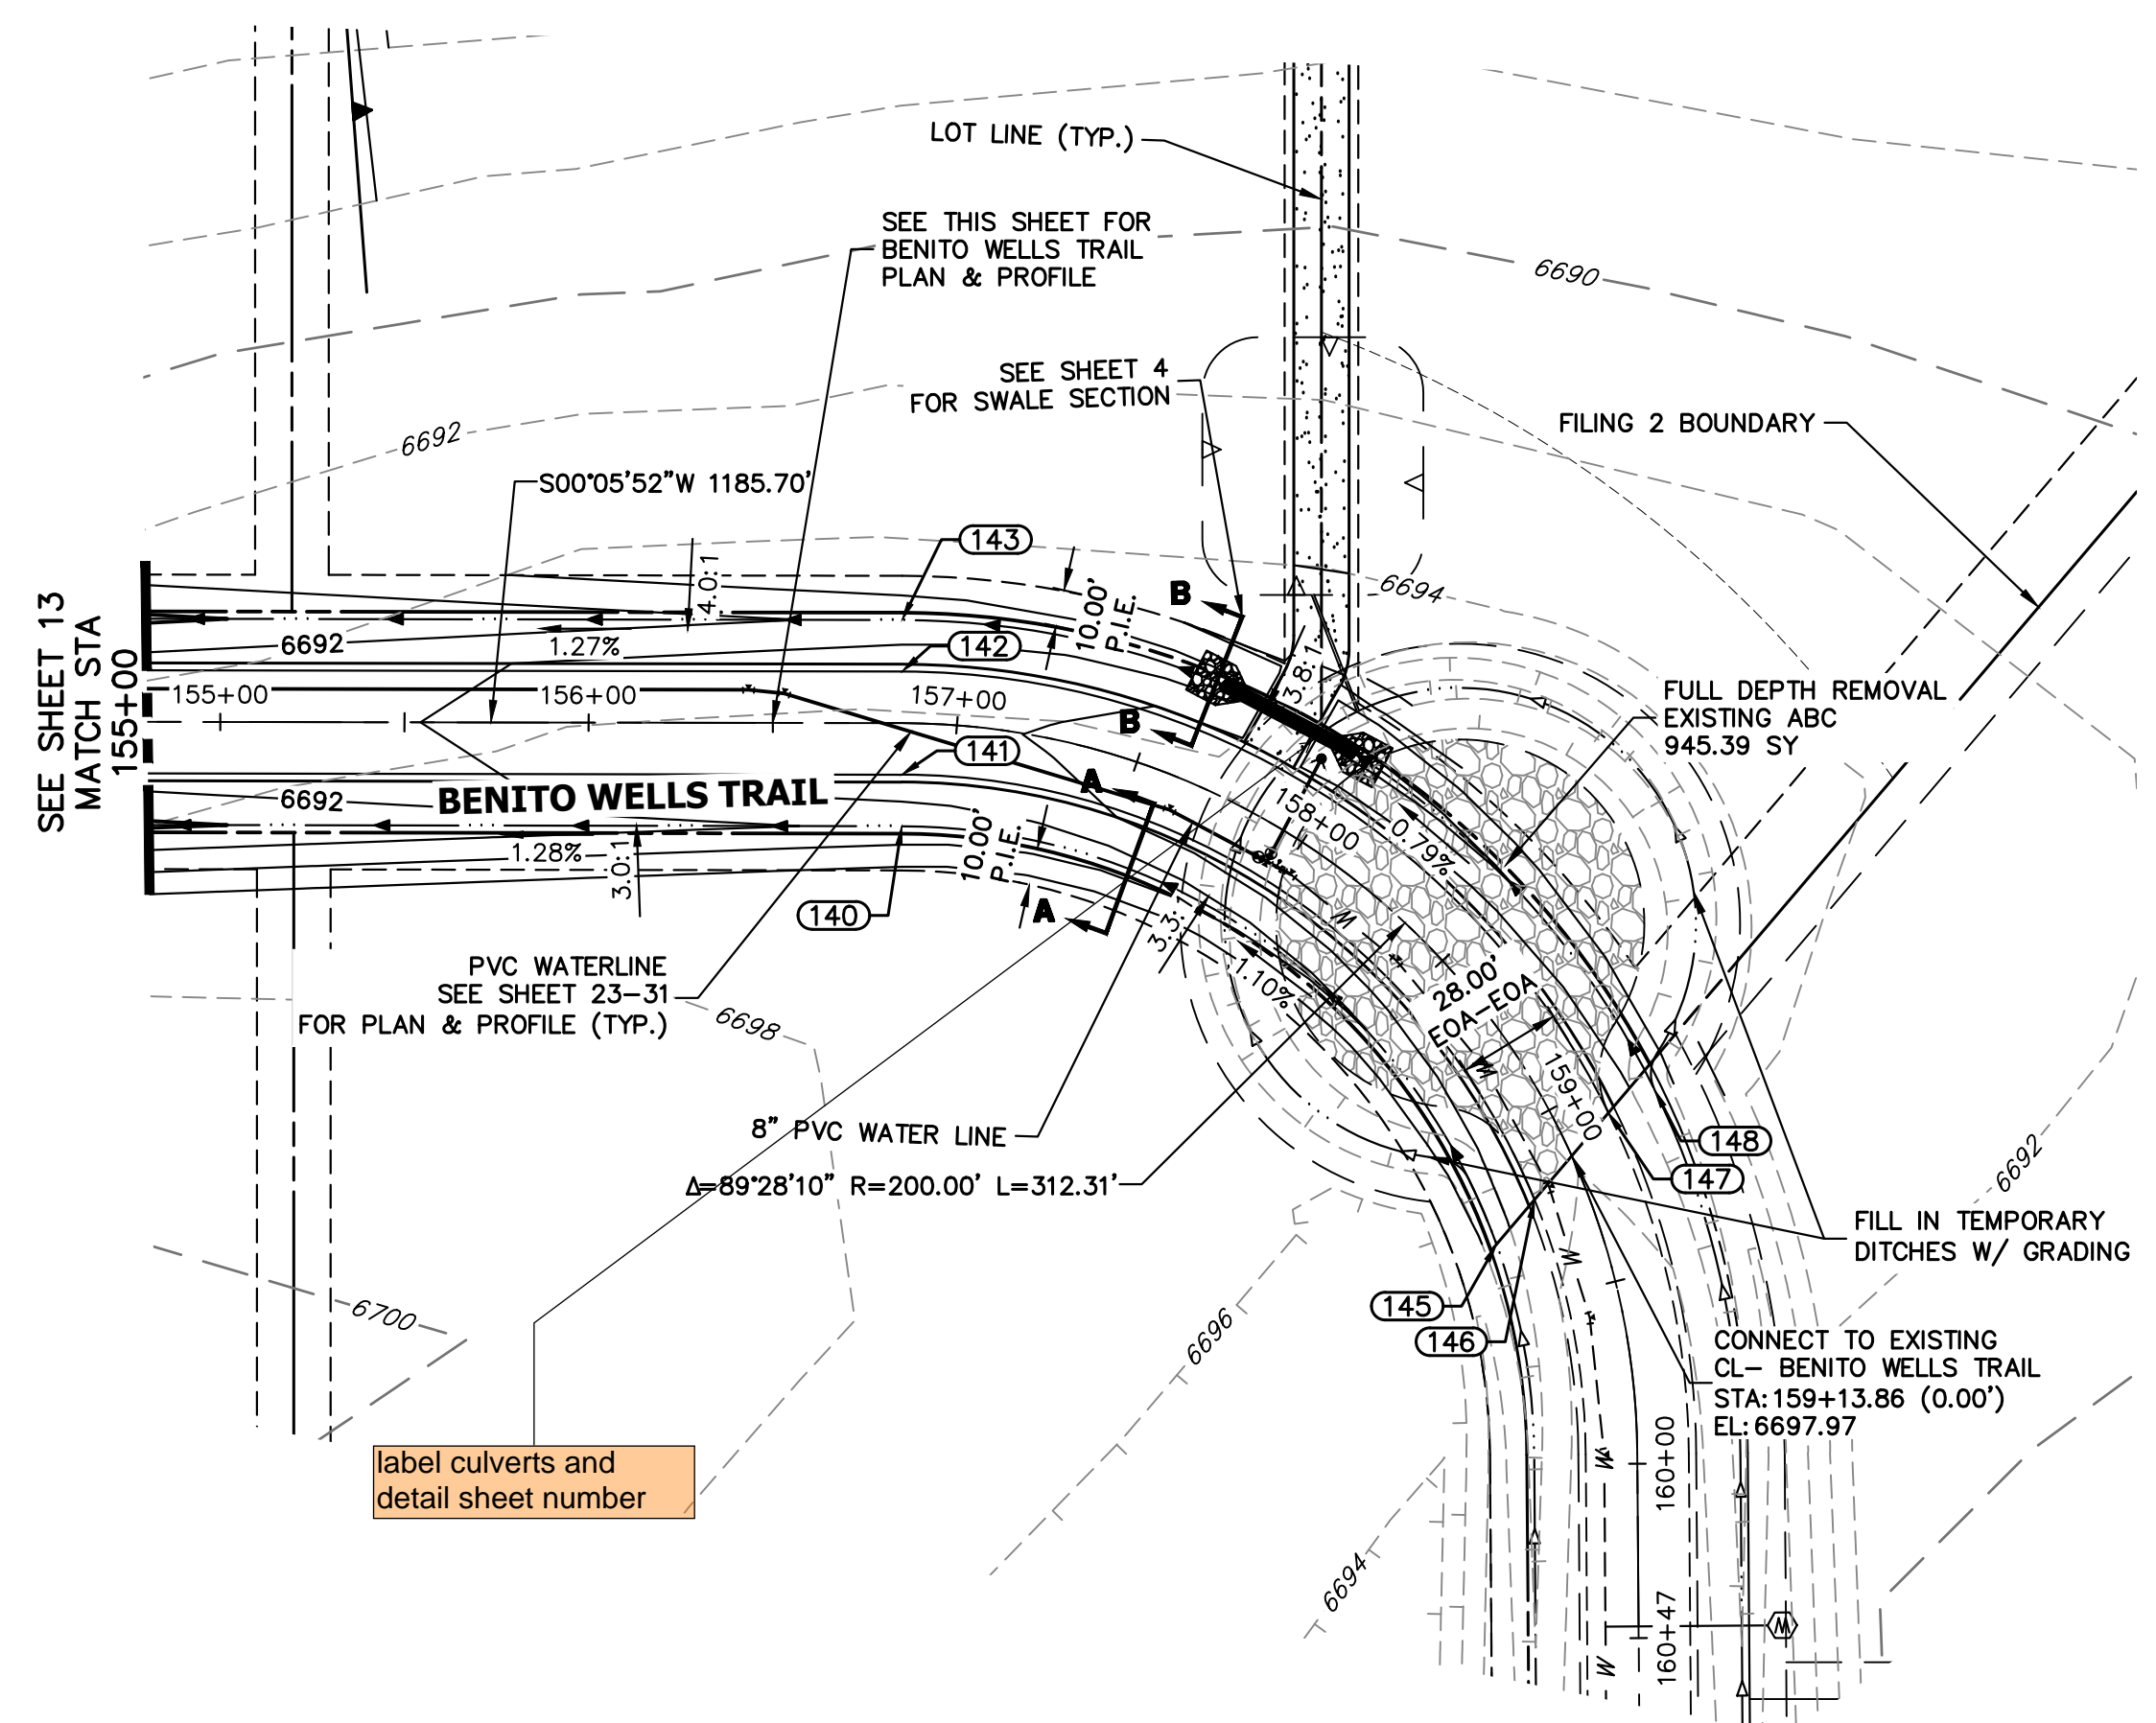 LOT LINE (TYP.)
SEE THIS SHEET FOR
BENITO WELLS TRAIL
PLAN & PROFILE
6690
SEE SHEET 4
FOR SWALE SECTION
FILING 2 BOUNDARY
6692
S00°05'52"W 1185.70'
143
4.0:1
10.00'
P.I.E.
B
6694
SEE SHEET 13
MATCH STA
155+00
6692
1.27%
142
3.8:1
155+00
156+00
157+00
B
FULL DEPTH REMOVAL
EXISTING ABC
945.39 SY
141
A
6692
BENITO WELLS TRAIL
158+00
0.79%
1.28%
3.0:1
10.00'
P.I.E.
140
A
3.3:1
W
1.10%
28.00'
EOA-EOA
PVC WATERLINE
SEE SHEET 23-31
FOR PLAN & PROFILE (TYP.)
6698
W
159+00
8" PVC WATER LINE
148
147
Δ=89°28'10" R=200.00' L=312.31'
6692
FILL IN TEMPORARY
DITCHES W/ GRADING
W
145
146
6700
6696
CONNECT TO EXISTING
CL- BENITO WELLS TRAIL
STA:159+13.86 (0.00')
EL:6697.97
label culverts and
detail sheet number
W
160+00
6694
160+47
W
W